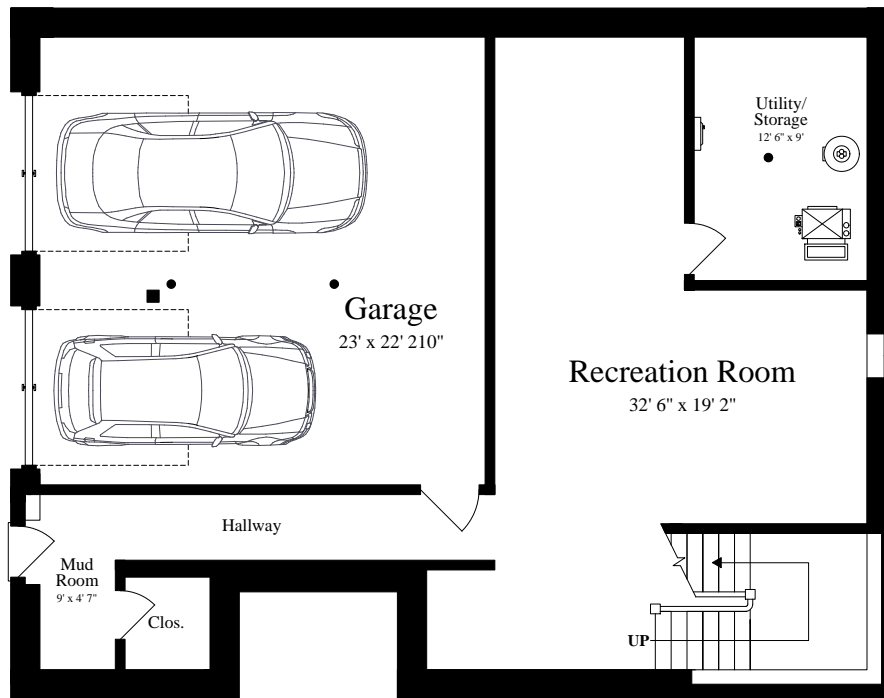 Utility/
Storage
12' 6" x 9'
Garage
23' x 22' 210"
Recreation Room
32' 6" x 19' 2"
Hallway
Mud
Room
9' x 4' 7"
Clos.
UP